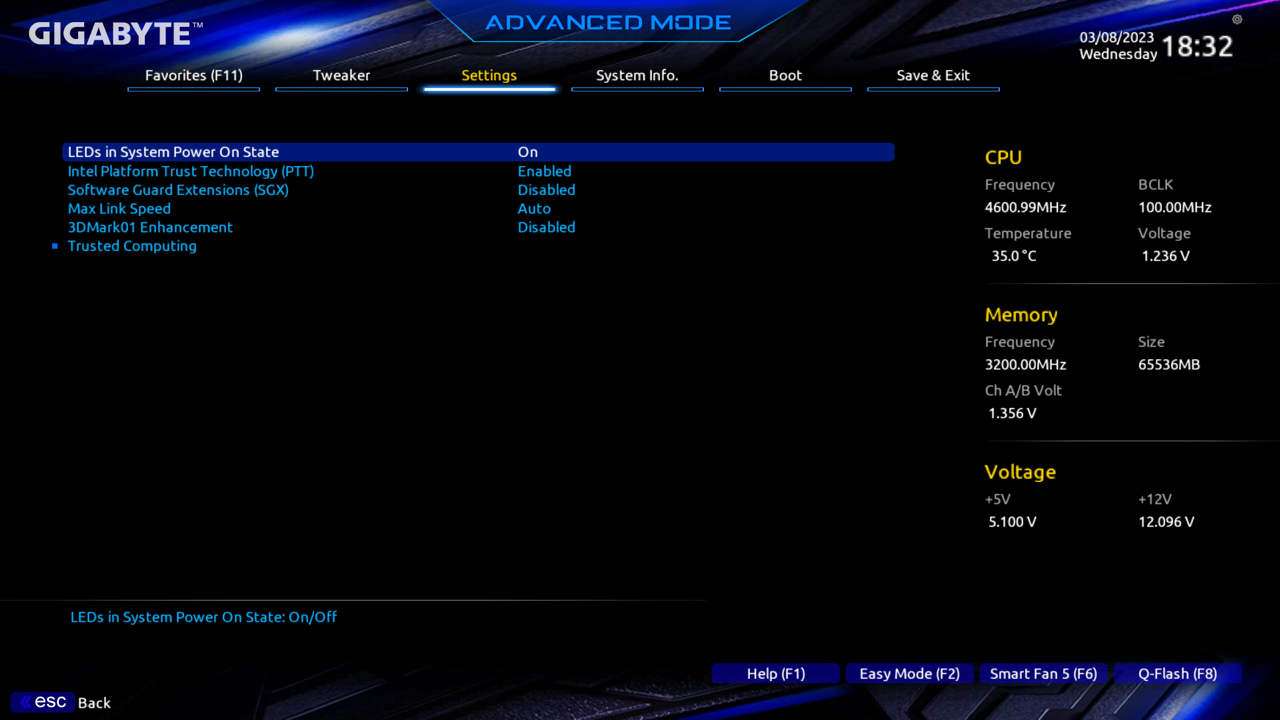 GIGABYTE™
ADVANCED MODE
03/08/2023
Wednesday
18:32
Favorites (F11) Tweaker Settings System Info. Boot Save & Exit
LEDs in System Power On State On
Intel Platform Trust Technology (PTT) Enabled
Software Guard Extensions (SGX) Disabled
Max Link Speed Auto
3DMark01 Enhancement Disabled
Trusted Computing
CPU
Frequency BCLK
4600.99MHz 100.00MHz
Temperature Voltage
35.0 °C 1.236 V
Memory
Frequency Size
3200.00MHz 65536MB
Ch A/B Volt
1.356 V
Voltage
+5V +12V
5.100 V 12.096 V
LEDs in System Power On State: On/Off
Help (F1) Easy Mode (F2) Smart Fan 5 (F6) Q-Flash (F8)
esc Back